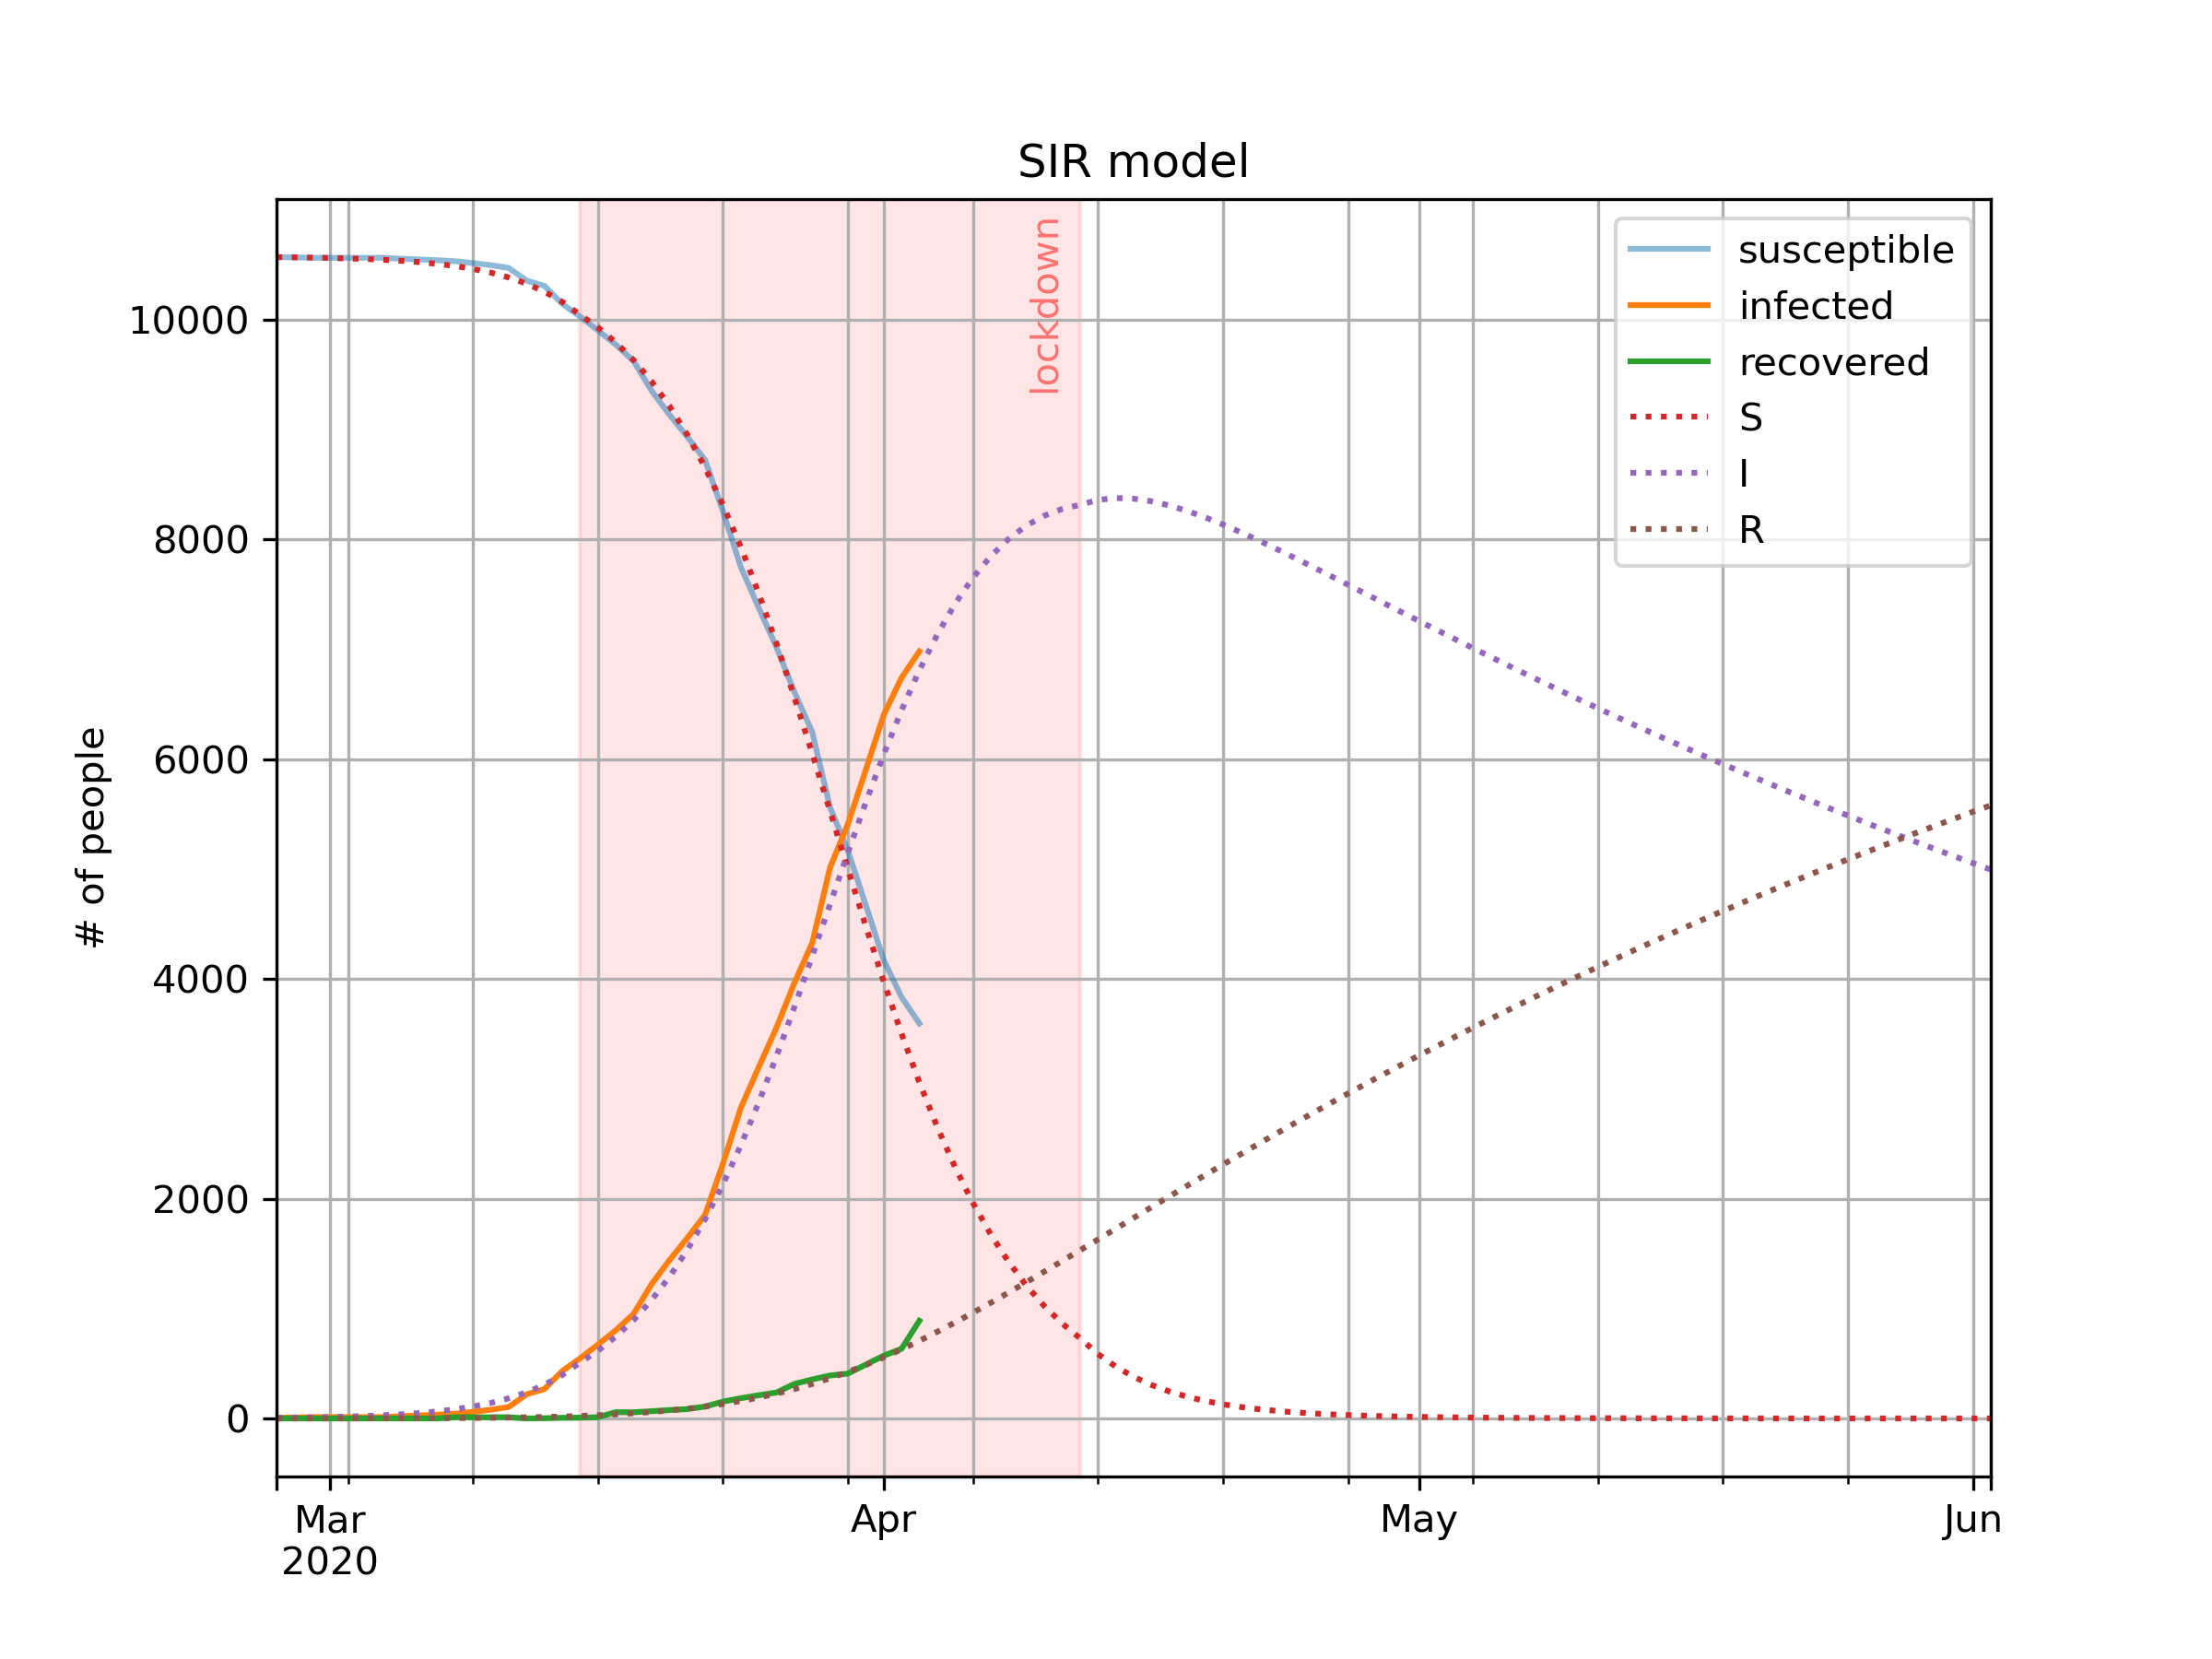 SIR model
lockdown
susceptible
infected
recovered
S
I
R
# of people
10000
8000
6000
4000
2000
0
Mar
2020
Apr
May
Jun